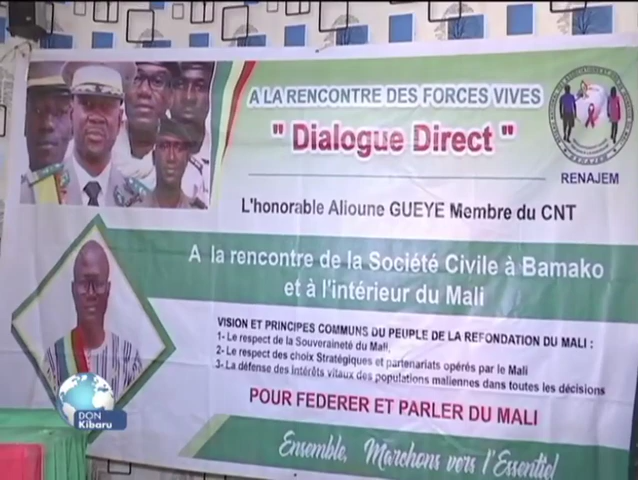 A LA RENCONTRE DES FORCES VIVES
" Dialogue Direct "
RENAJEM
RENAJEM
L'honorable Alioune GUEYE Membre du CNT
A la rencontre de la Société Civile à Bamako
et à l'intérieur du Mali
VISION ET PRINCIPES COMMUNS DU PEUPLE DE LA REFONDATION DU MALI :
1- Le respect de la Souveraineté du Mali,
2- Le respect des choix Stratégiques et partenariats opérés par le Mali
3- La défense des intérêts vitaux des populations maliennes dans toutes les décisions
POUR FEDERER ET PARLER DU MALI
Ensemble, Marchons vers l'Essentiel
DON
Kibaru